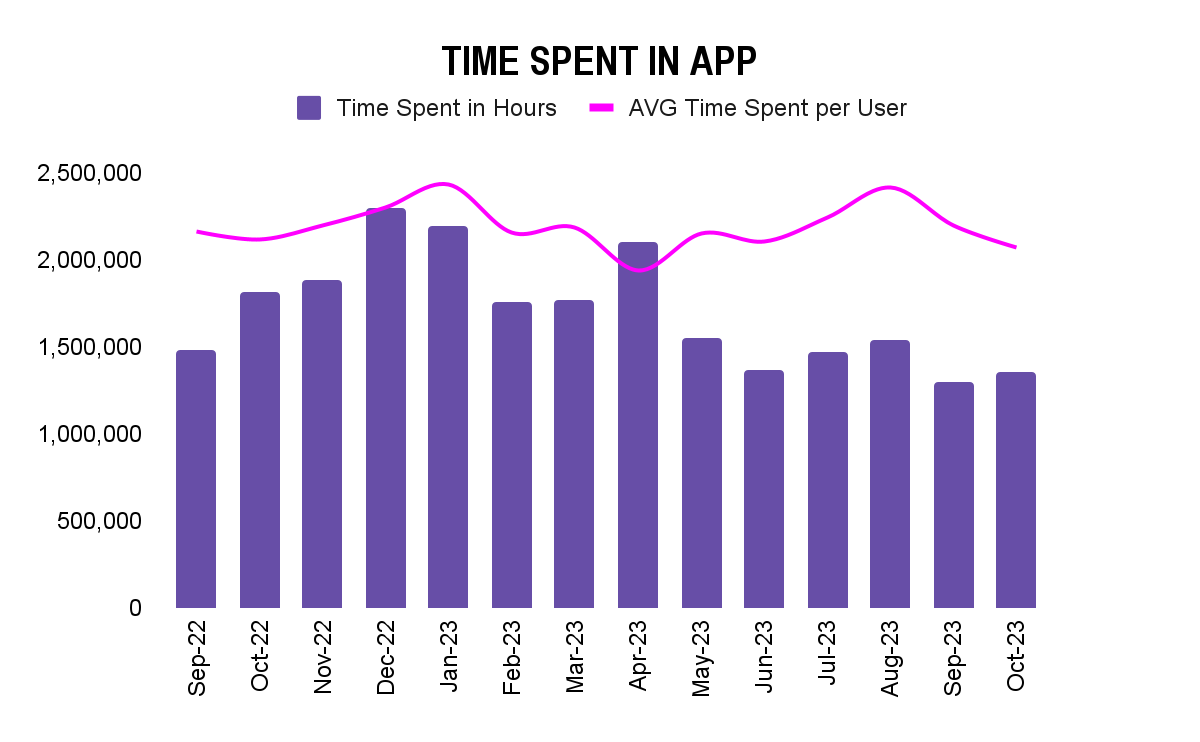 TIME SPENT IN APP
Time Spent in Hours AVG Time Spent per User
2,500,000
2,000,000
1,500,000
1,000,000
500,000
0
Sep-22 Oct-22 Nov-22 Dec-22 Jan-23 Feb-23 Mar-23 Apr-23 May-23 Jun-23 Jul-23 Aug-23 Sep-23 Oct-23